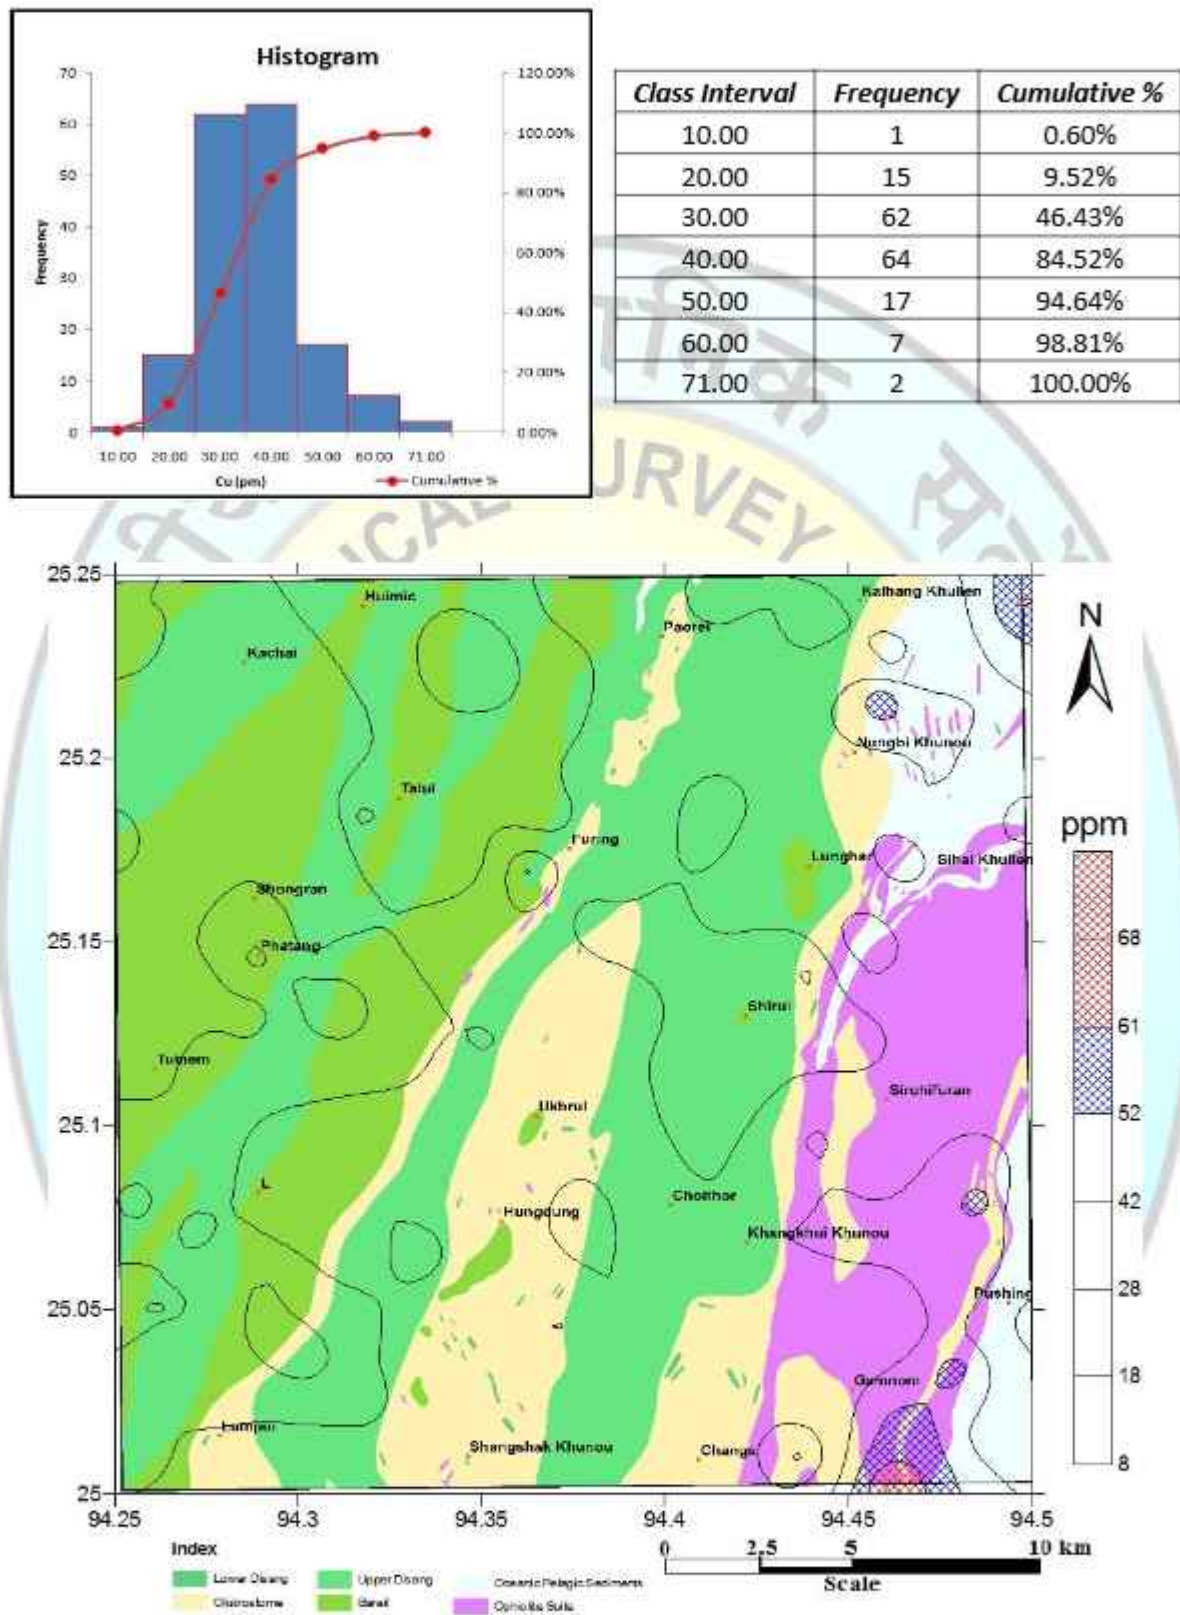 Histogram
70
60
50
40
30
20
10
0
Frequency
120.00%
100.00%
80.00%
60.00%
40.00%
20.00%
0.00%
10.00 20.00 30.00 40.00 50.00 60.00 71.00
Cu (pm)
Cumulative %
Class Interval Frequency Cumulative %
10.00 1 0.60%
20.00 15 9.52%
30.00 62 46.43%
40.00 64 84.52%
50.00 17 94.64%
60.00 7 98.81%
71.00 2 100.00%
SURVEY
25.25
25.2
25.15
25.1
25.05
25
94.25 94.3 94.35 94.4 94.45 94.5
Huimic
Kalhang Khullen
Paorei
Kachai
Nungbi Khunou
Talui
Furing
Lunghar
Sihai Khullen
Shongran
Phatang
Shirui
Tumem
Sirohifuran
Ukhrul
L
Hungdung
Choithar
Khangkhui Khunou
Pushing
Gamnom
Lumjui
Shangshak Khunou
Changa
N
ppm
68
61
52
42
28
18
8
Index
Lower Disang
Upper Disang
Oceanic Pelagic Sediments
Olistostome
Barail
Ophiolite Suite
0 2.5 5 10 km
Scale